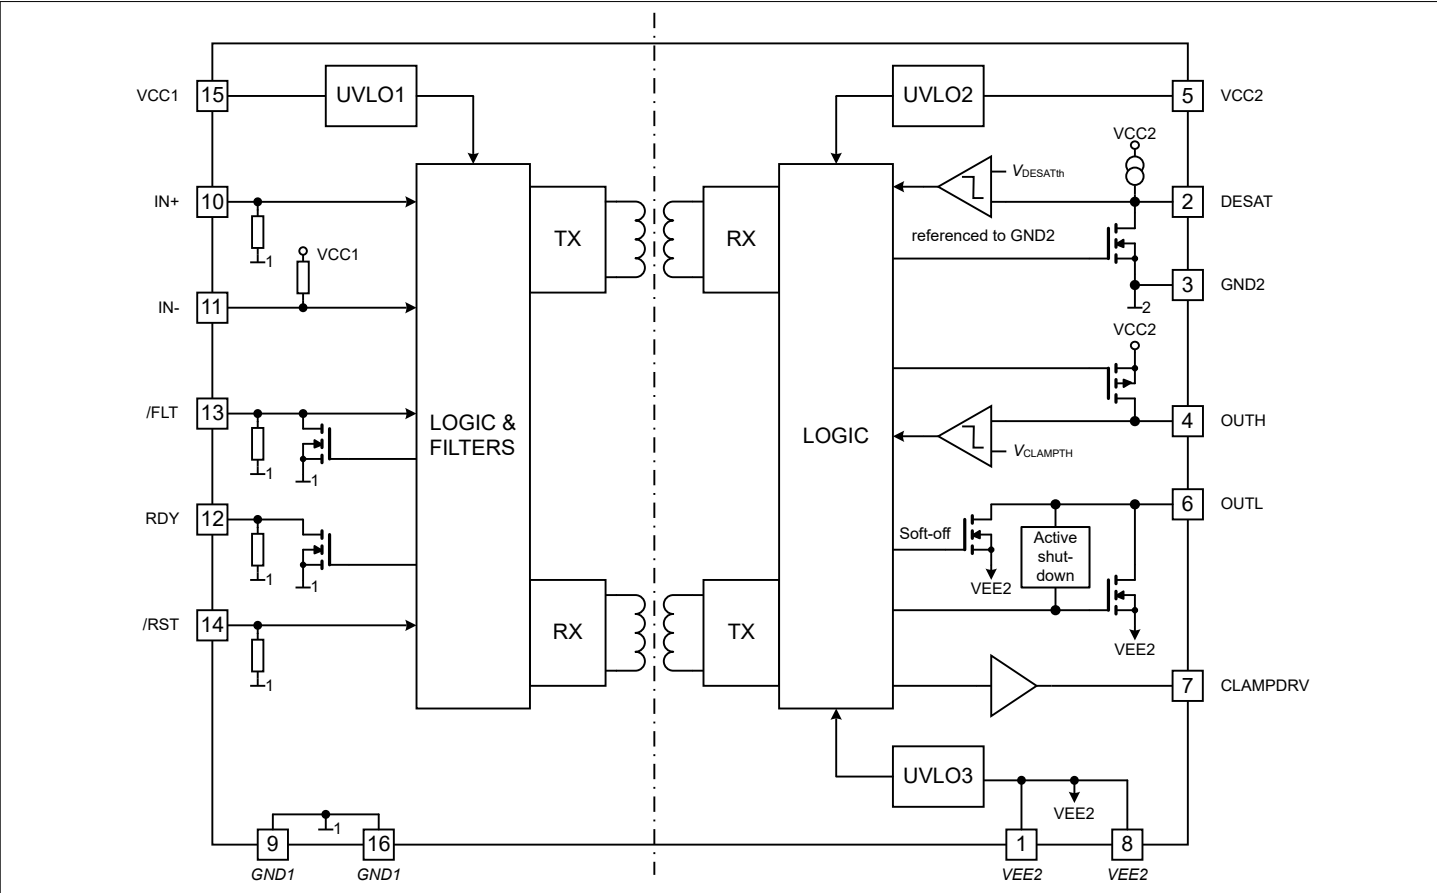 VCC1
15
UVLO1
UVLO2
5
VCC2
VCC2
VDESATth
IN+
10
2
DESAT
TX
RX
referenced to GND2
1
VCC1
IN-
11
3
GND2
2
VCC2
/FLT
13
LOGIC &
FILTERS
LOGIC
4
OUTH
VCLAMPTH
1
1
RDY
12
6
OUTL
Soft-off
Active
shut-
down
1
1
VEE2
/RST
14
RX
TX
VEE2
1
7
CLAMPDRV
UVLO3
VEE2
1
9
16
1
8
GND1
GND1
VEE2
VEE2